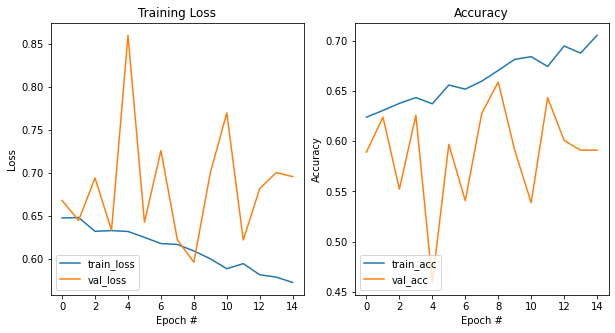 Training Loss
0.85
0.80
0.75
0.70
0.65
0.60
Loss
train_loss
val_loss
0 2 4 6 8 10 12 14
Epoch #
Accuracy
0.70
0.65
0.60
0.55
0.50
0.45
Accuracy
train_acc
val_acc
0 2 4 6 8 10 12 14
Epoch #